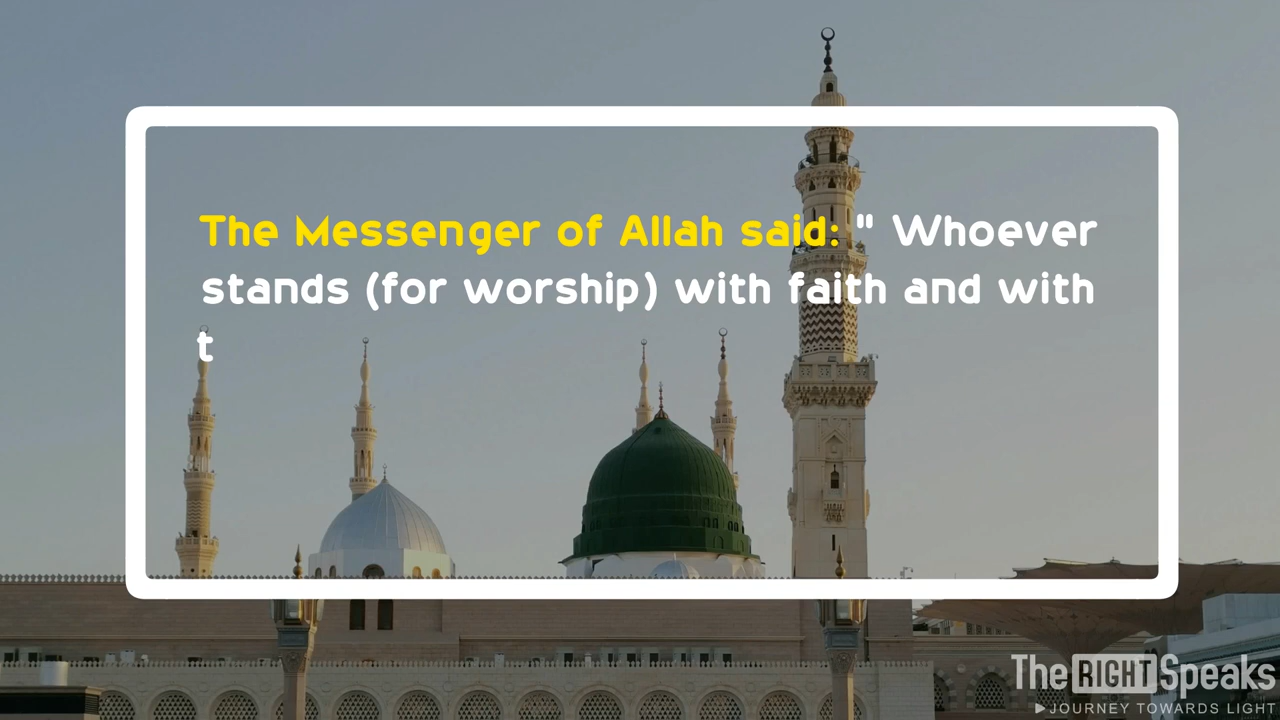 The Messenger of Allah said: " Whoever
stands (for worship) with faith and with
t
The RIGHT Speaks
JOURNEY TOWARDS LIGHT